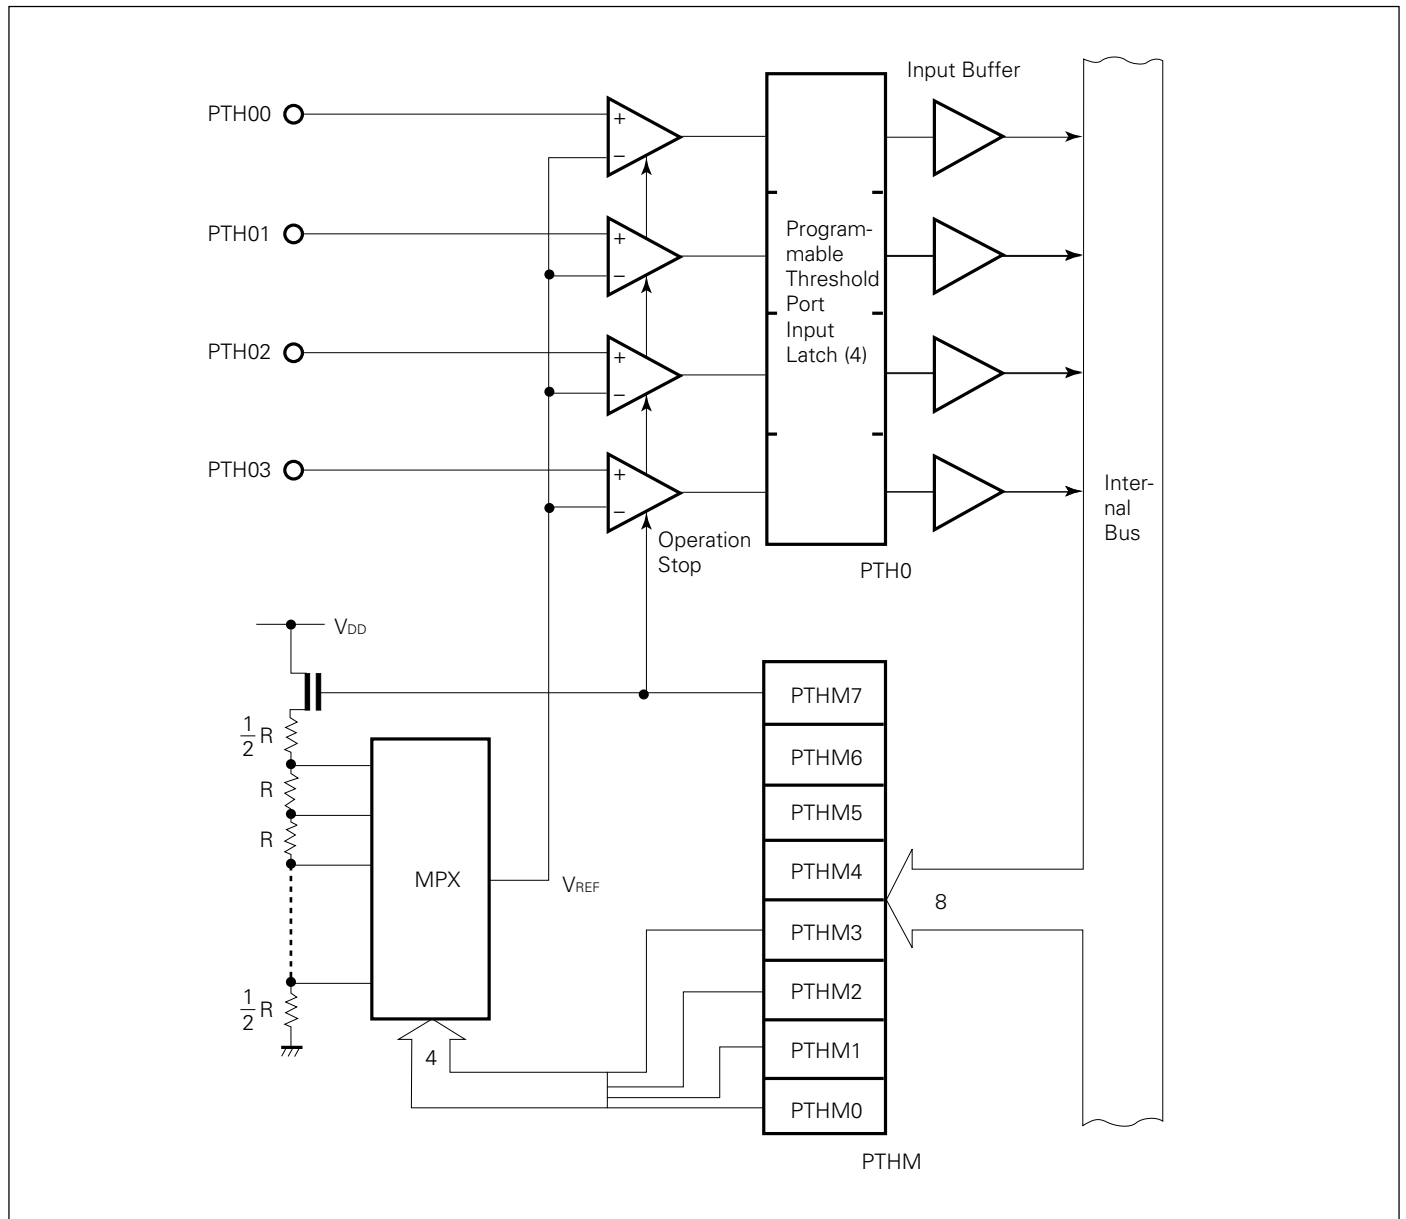 Input Buffer
PTH00
+
−
PTH01
+
−
Program-
mable
Threshold
Port
Input
Latch (4)
PTH02
+
−
PTH03
+
−
Inter-
nal
Bus
Operation
Stop
PTH0
VDD
PTHM7
1/2 R
PTHM6
R
PTHM5
R
MPX
VREF
PTHM4
8
PTHM3
PTHM2
1/2 R
4
PTHM1
PTHM0
PTHM